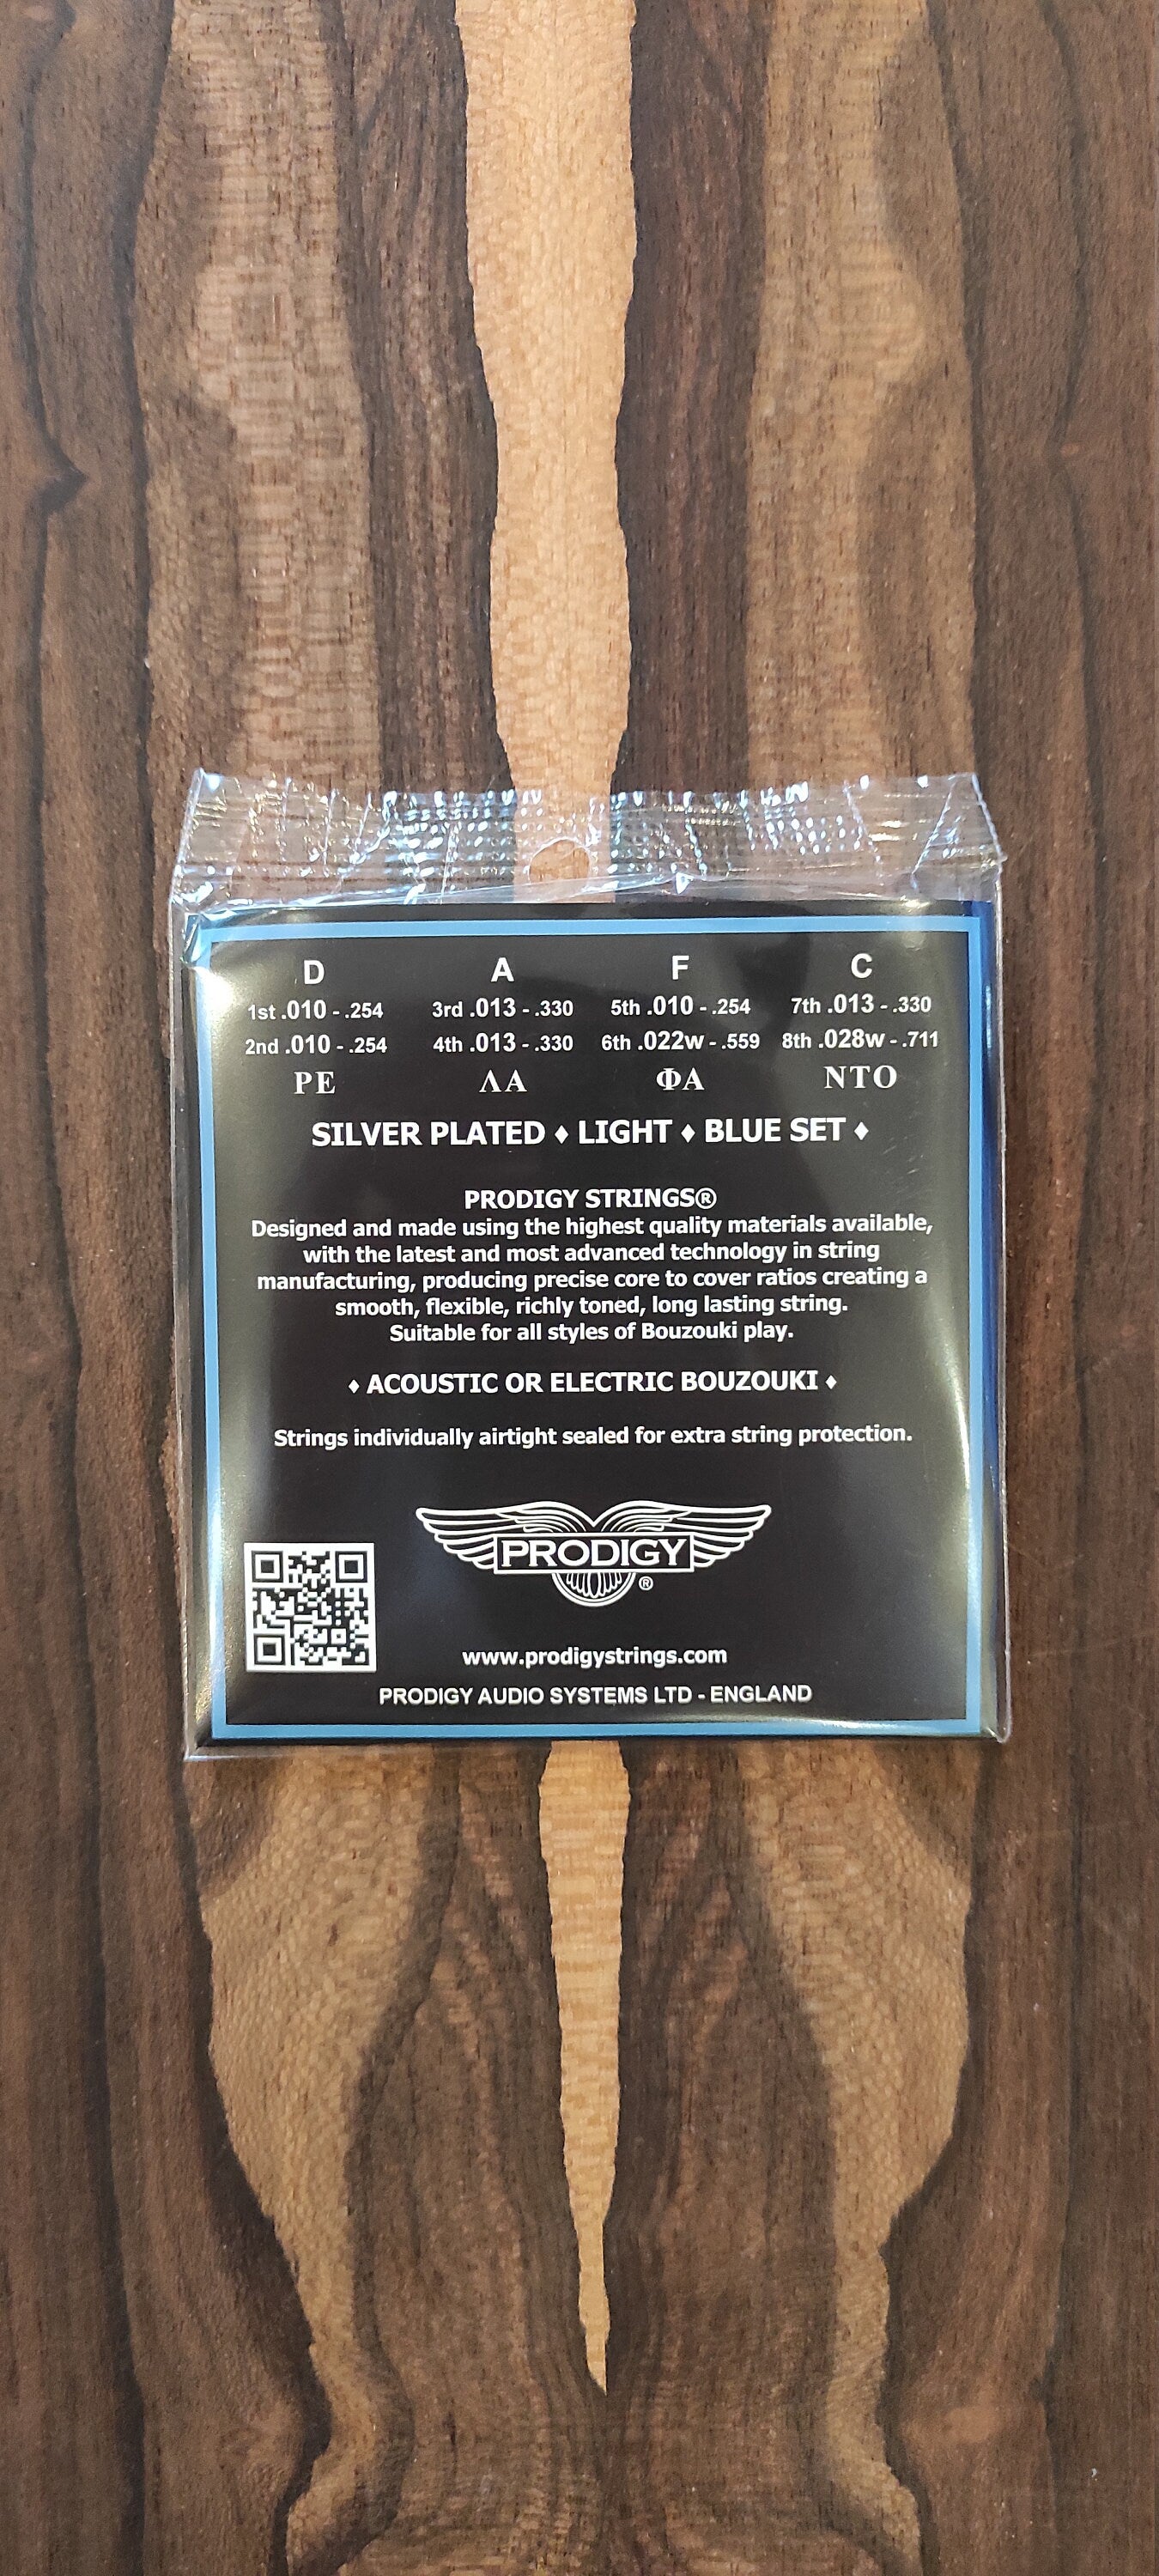 D A F C
1st .010 - .254 3rd .013 - .330 5th .010 - .254 7th .013 - .330
2nd .010 - .254 4th .013 - .330 6th .022w - .559 8th .028w - .711
ΡΕ ΛΑ ΦΑ ΝΤΟ
SILVER PLATED ♦ LIGHT ♦ BLUE SET ♦
PRODIGY STRINGS®
Designed and made using the highest quality materials available,
with the latest and most advanced technology in string
manufacturing, producing precise core to cover ratios creating a
smooth, flexible, richly toned, long lasting string.
Suitable for all styles of Bouzouki play.
♦ ACOUSTIC OR ELECTRIC BOUZOUKI ♦
Strings individually airtight sealed for extra string protection.
PRODIGY
®
www.prodigystrings.com
PRODIGY AUDIO SYSTEMS LTD - ENGLAND